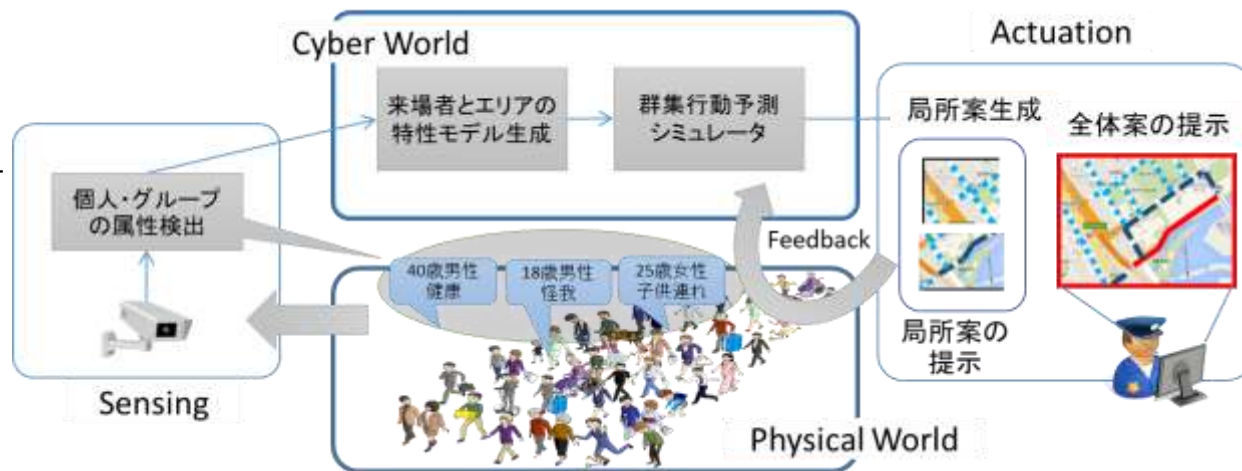 Cyber World
来場者とエリアの
特性モデル生成
群集行動予測
シミュレータ
Actuation
局所案生成
全体案の提示
局所案の
提示
個人・グループ
の属性検出
Sensing
Feedback
40歳男性
健康
18歳男性
怪我
25歳女性
子供連れ
Physical World